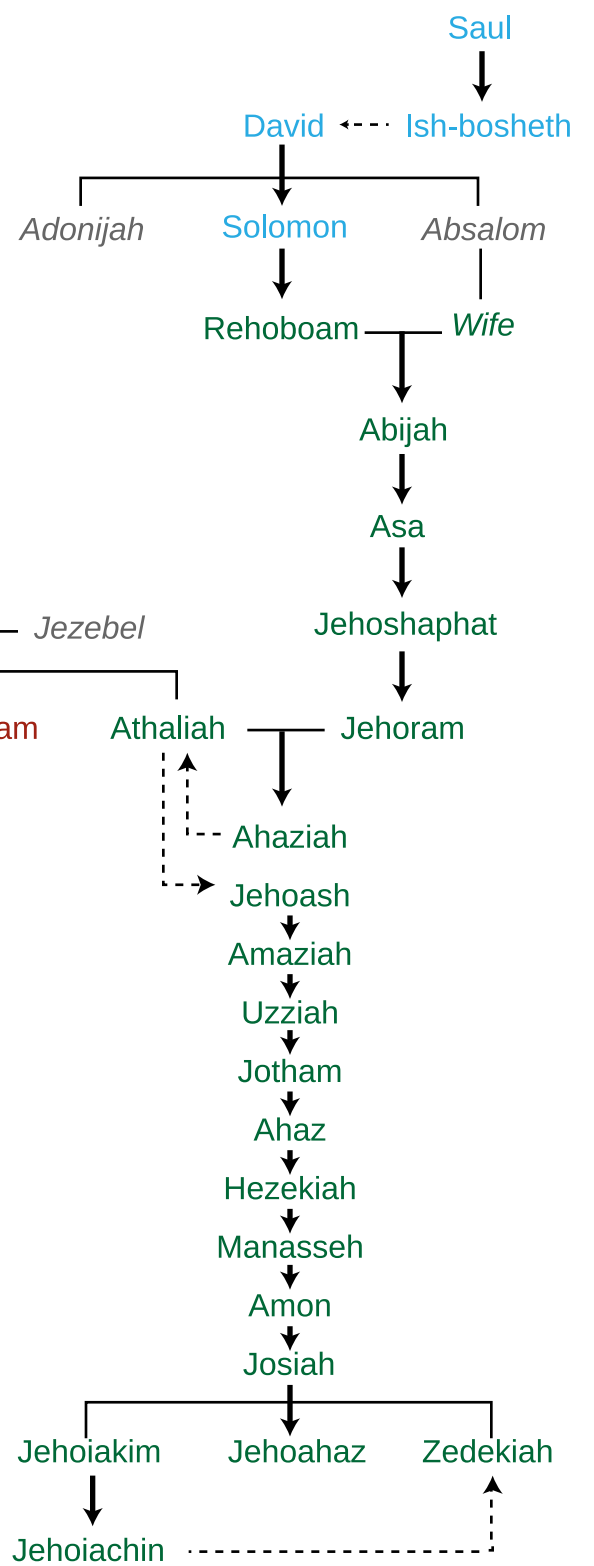 Saul
David Ish-bosheth
Adonijah Solomon Absalom
Rehoboam Wife
Abijah
Asa
Jezebel Jehoshaphat
am Athaliah Jehoram
Ahaziah
Jehoash
Amaziah
Uzziah
Jotham
Ahaz
Hezekiah
Manasseh
Amon
Josiah
Jehoiakim Jehoahaz Zedekiah
Jehoiachin